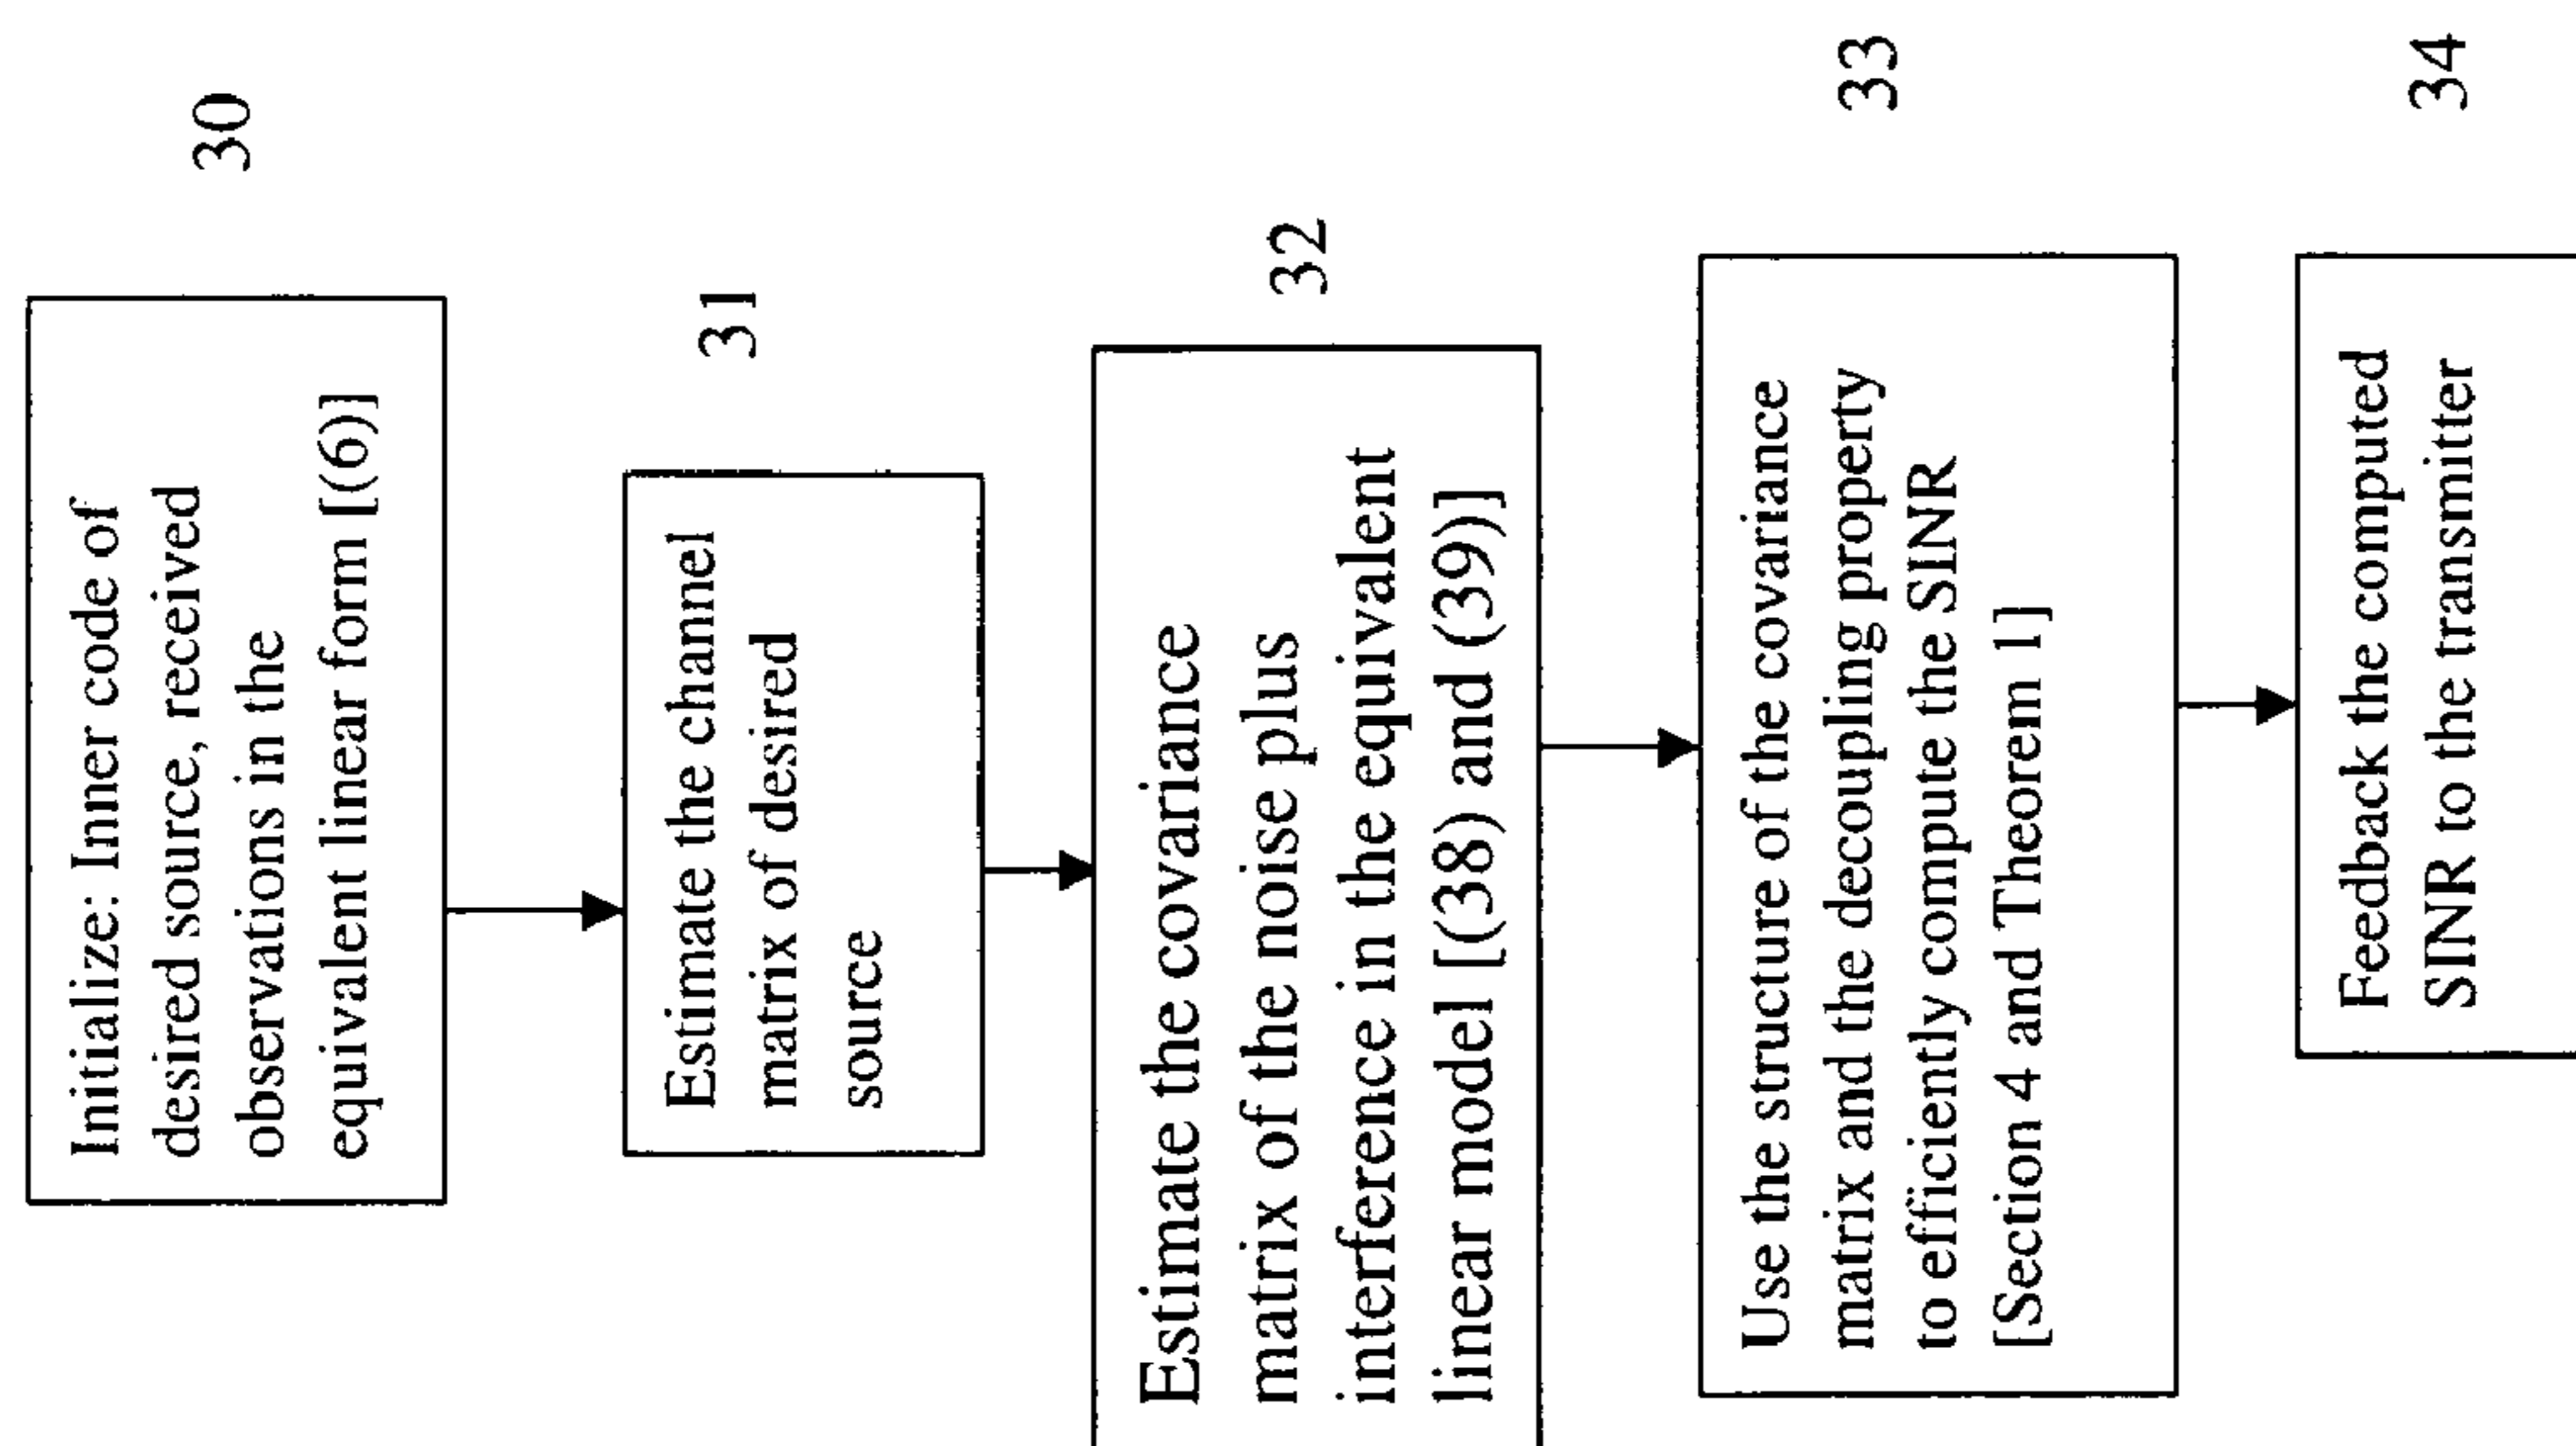 Initialize: Inner code of
desired source, received
observations in the
equivalent linear form [(6)]
30
Estimate the channel
matrix of desired
source
31
Estimate the covariance
matrix of the noise plus
interference in the equivalent
linear model [(38) and (39)]
32
Use the structure of the covariance
matrix and the decoupling property
to efficiently compute the SINR
[Section 4 and Theorem 1]
33
Feedback the computed
SINR to the transmitter
34